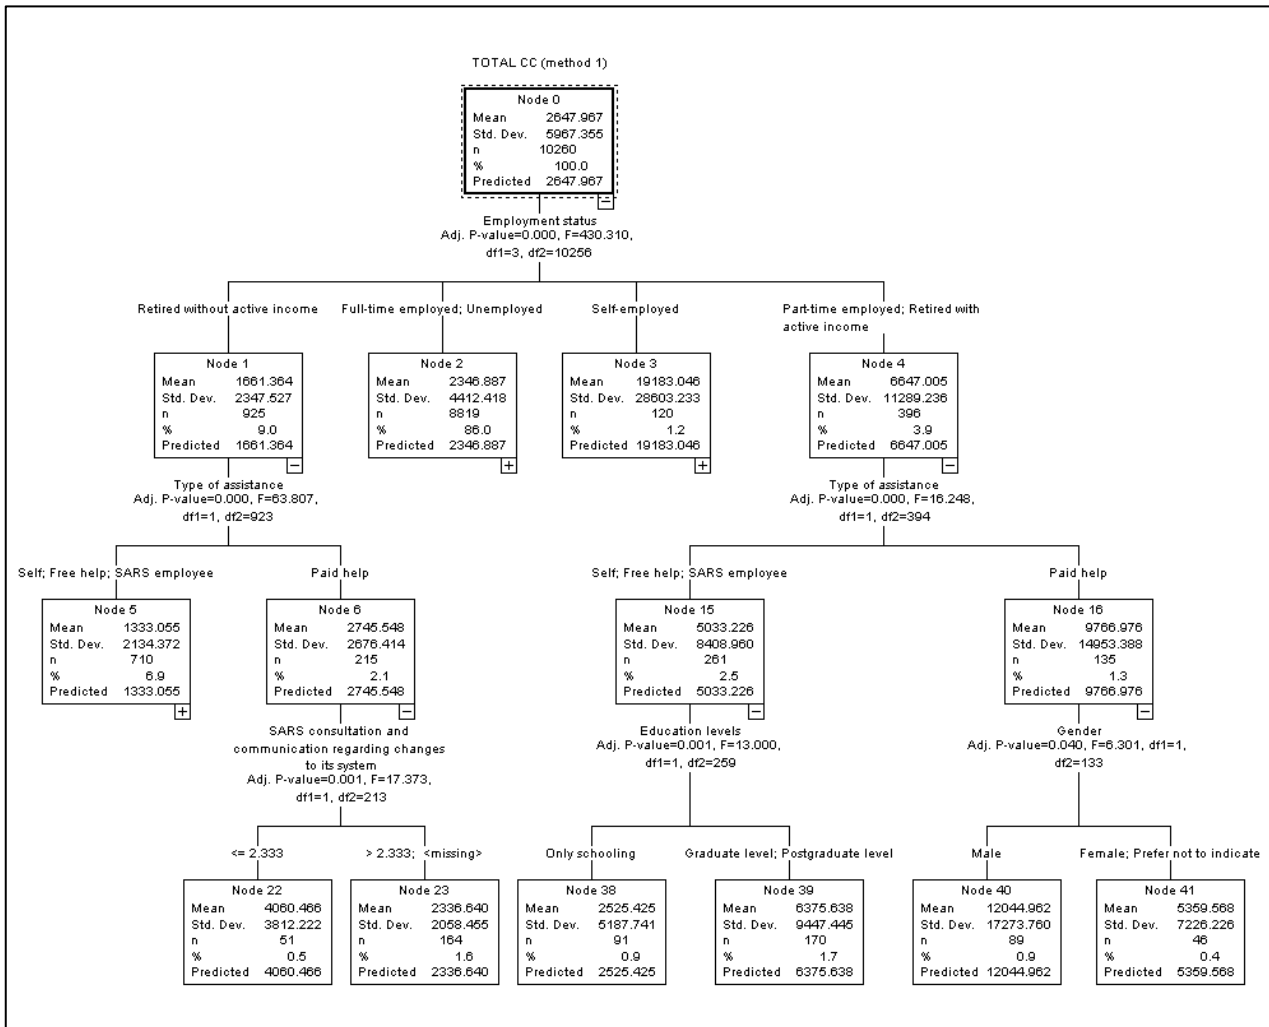 TOTAL CC (method 1)
Node 0
Mean 2647.967
Std. Dev. 5967.355
n 10260
% 100.0
Predicted 2647.967
Employment status
Adj. P-value=0.000, F=430.310,
df1=3, df2=10256
Retired without active income
Full-time employed; Unemployed
Self-employed
Part-time employed; Retired with
active income
Node 1
Mean 1661.364
Std. Dev. 2347.527
n 925
% 9.0
Predicted 1661.364
Node 2
Mean 2346.887
Std. Dev. 4412.418
n 8819
% 86.0
Predicted 2346.887
Node 3
Mean 19183.046
Std. Dev. 28603.233
n 120
% 1.2
Predicted 19183.046
Node 4
Mean 6647.005
Std. Dev. 11289.236
n 396
% 3.9
Predicted 6647.005
Type of assistance
Adj. P-value=0.000, F=63.807,
df1=1, df2=923
Type of assistance
Adj. P-value=0.000, F=16.248,
df1=1, df2=394
Self; Free help; SARS employee
Paid help
Self; Free help; SARS employee
Paid help
Node 5
Mean 1333.055
Std. Dev. 2134.372
n 710
% 6.9
Predicted 1333.055
Node 6
Mean 2745.548
Std. Dev. 2676.414
n 215
% 2.1
Predicted 2745.548
Node 15
Mean 5033.226
Std. Dev. 8408.960
n 261
% 2.5
Predicted 5033.226
Node 16
Mean 9766.976
Std. Dev. 14953.388
n 135
% 1.3
Predicted 9766.976
SARS consultation and
communication regarding changes
to its system
Adj. P-value=0.001, F=17.373,
df1=1, df2=213
Education levels
Adj. P-value=0.001, F=13.000,
df1=1, df2=259
Gender
Adj. P-value=0.040, F=6.301, df1=1,
df2=133
<= 2.333
> 2.333; <missing>
Only schooling
Graduate level; Postgraduate level
Male
Female; Prefer not to indicate
Node 22
Mean 4060.466
Std. Dev. 3812.222
n 51
% 0.5
Predicted 4060.466
Node 23
Mean 2336.640
Std. Dev. 2058.455
n 164
% 1.6
Predicted 2336.640
Node 38
Mean 2525.425
Std. Dev. 5187.741
n 91
% 0.9
Predicted 2525.425
Node 39
Mean 6375.638
Std. Dev. 9447.445
n 170
% 1.7
Predicted 6375.638
Node 40
Mean 12044.962
Std. Dev. 17273.760
n 89
% 0.9
Predicted 12044.962
Node 41
Mean 5359.568
Std. Dev. 7226.226
n 46
% 0.4
Predicted 5359.568